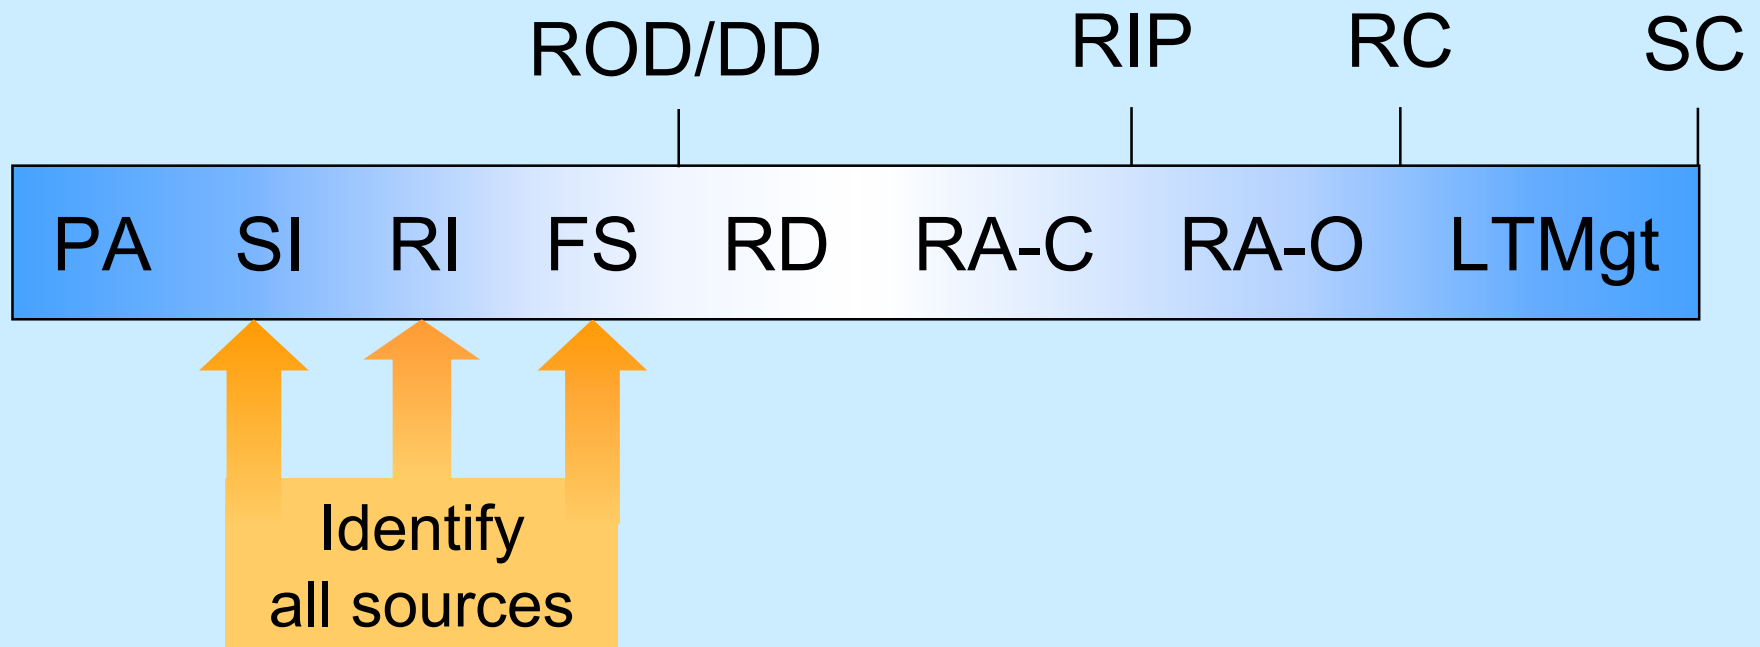 ROD/DD RIP RC SC
PA SI RI FS RD RA-C RA-O LTMgt
Identify
all sources